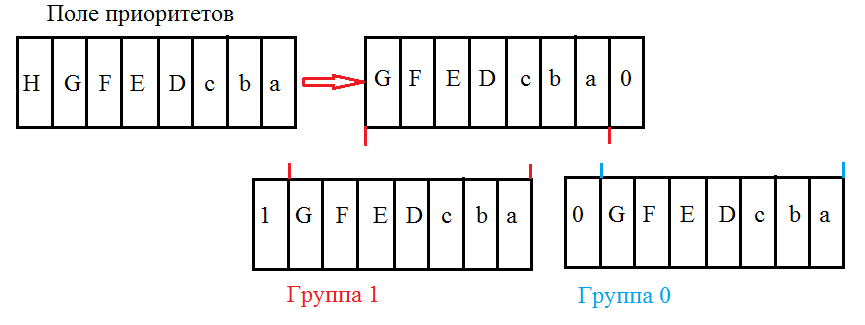 Поле приоритетов
H G F E D c b a
G F E D c b a 0
1 G F E D c b a
0 G F E D c b a
Группа 1
Группа 0